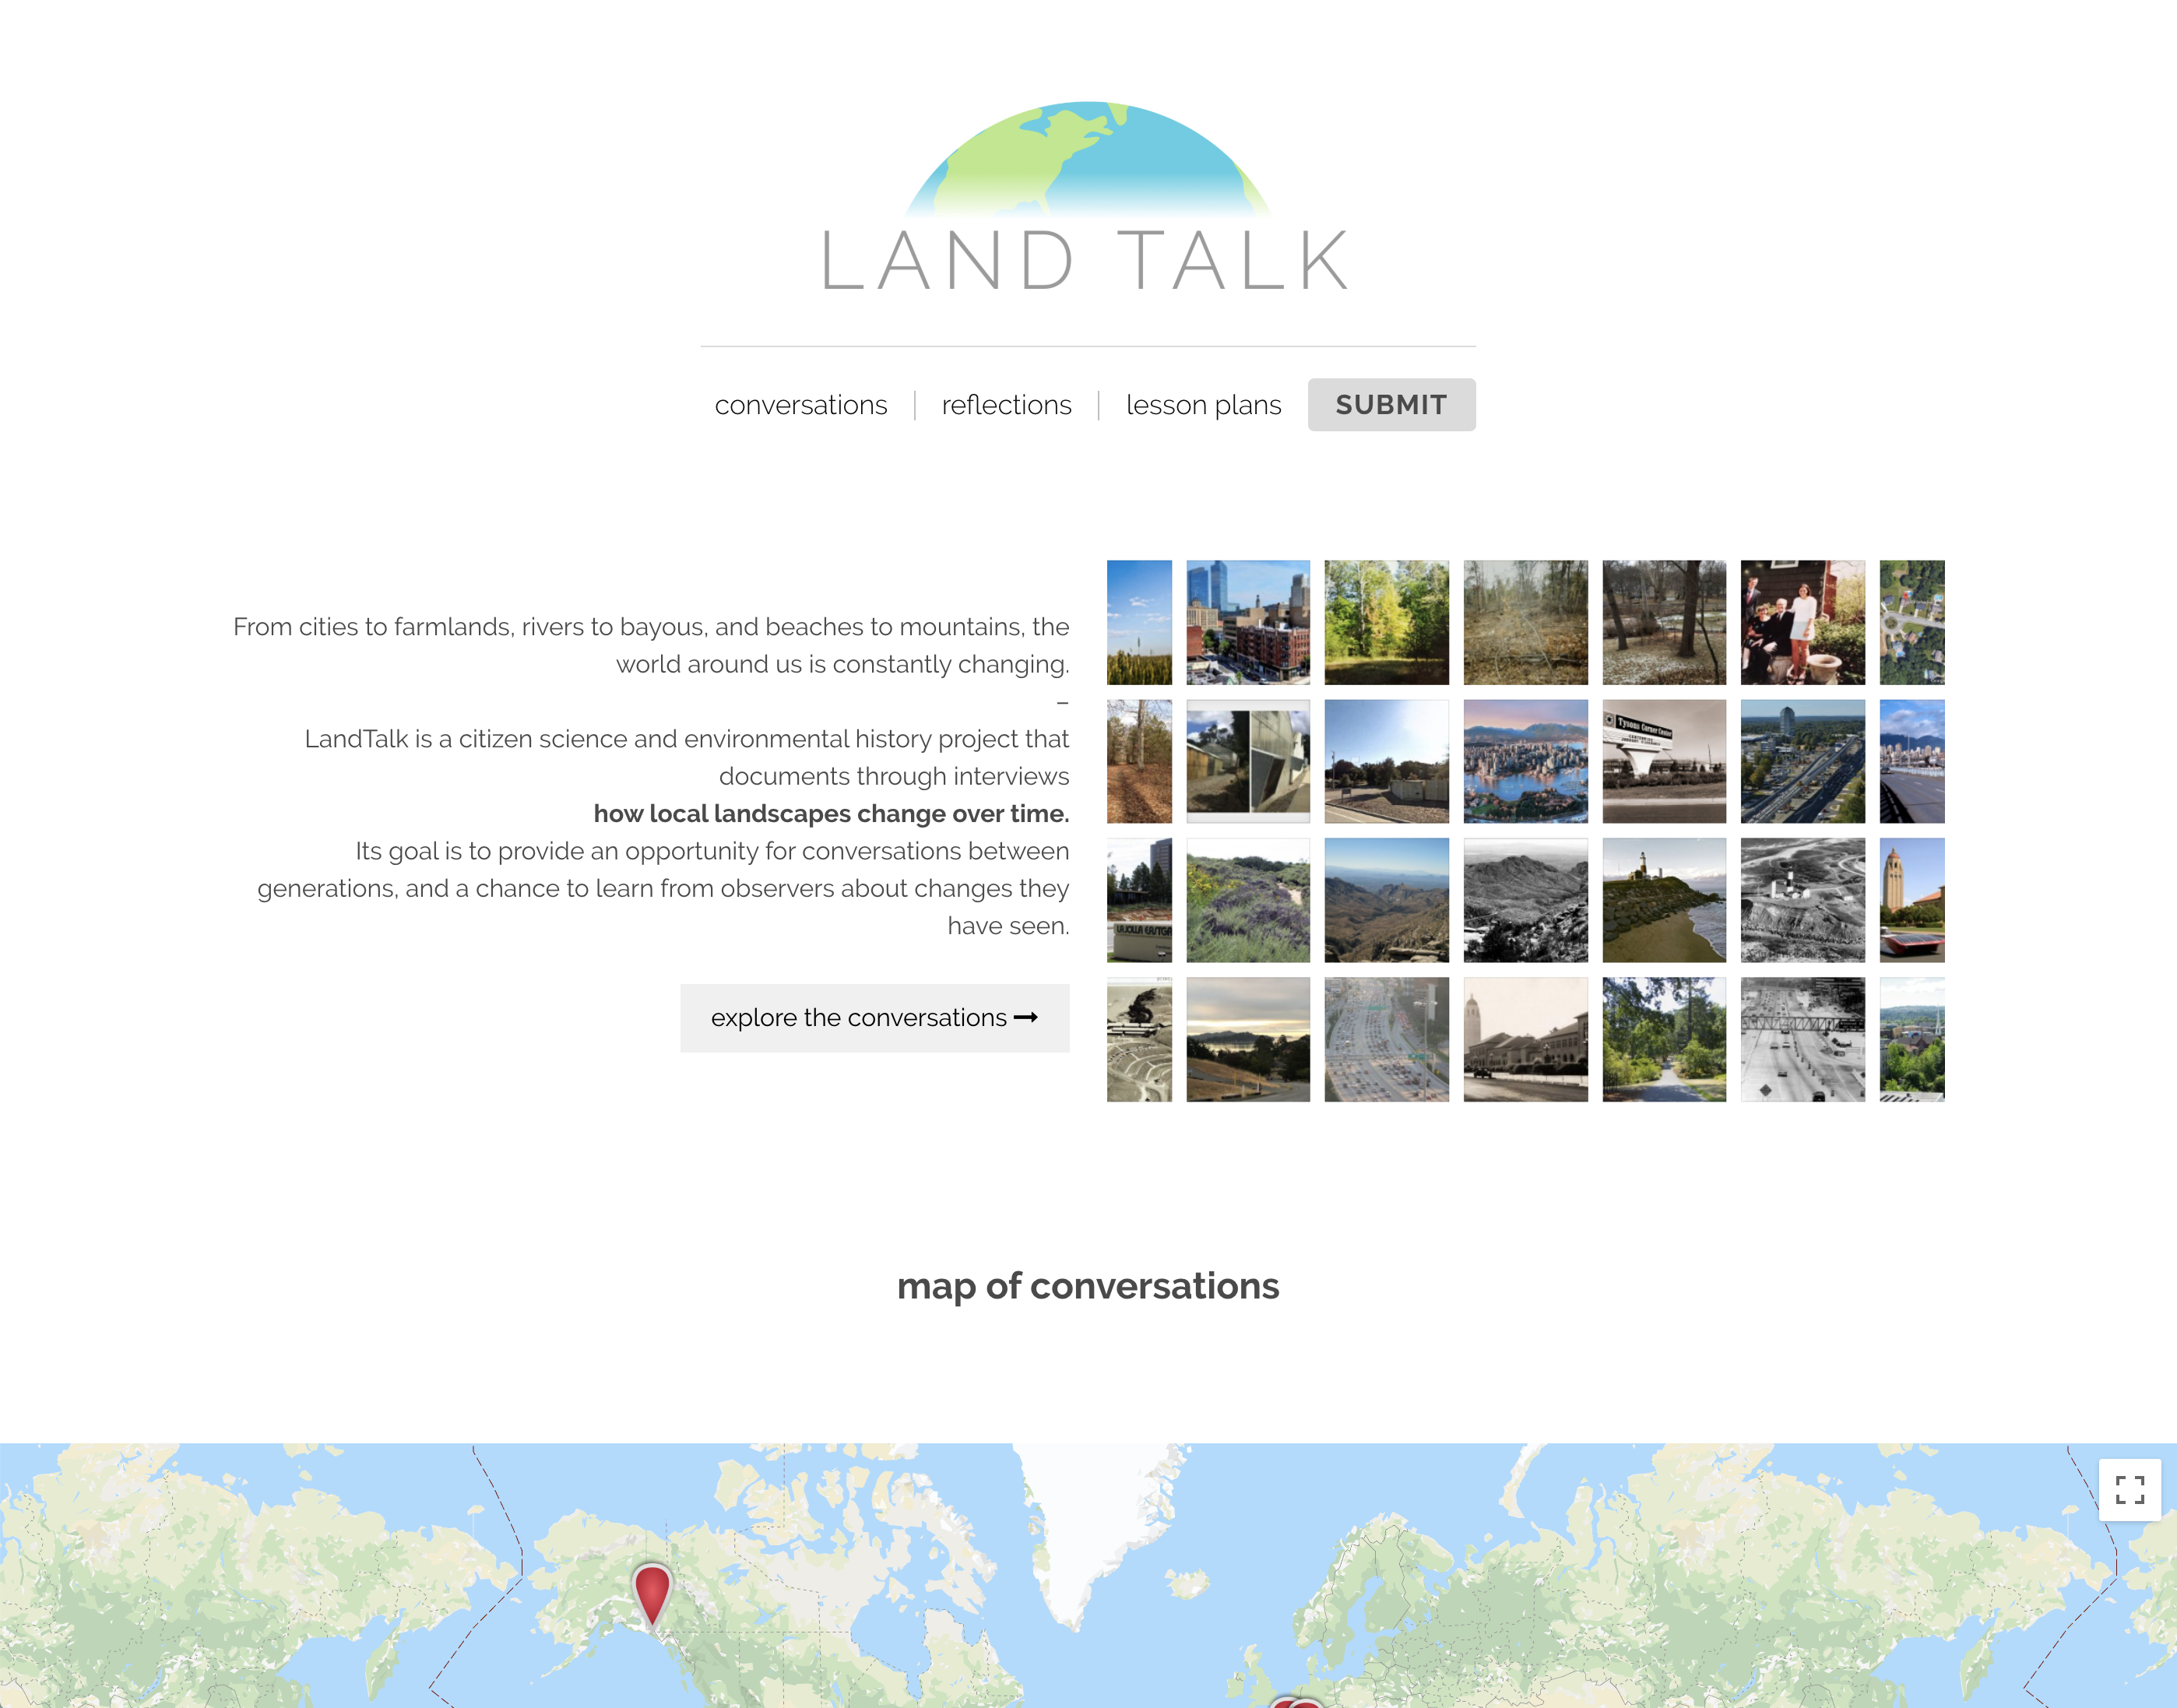 LAND TALK
conversations
reflections
lesson plans
SUBMIT
From cities to farmlands, rivers to bayous, and beaches to mountains, the
world around us is constantly changing.
–
LandTalk is a citizen science and environmental history project that
documents through interviews
how local landscapes change over time.
Its goal is to provide an opportunity for conversations between
generations, and a chance to learn from observers about changes they
have seen.
explore the conversations
Tysons Corner Center
map of conversations